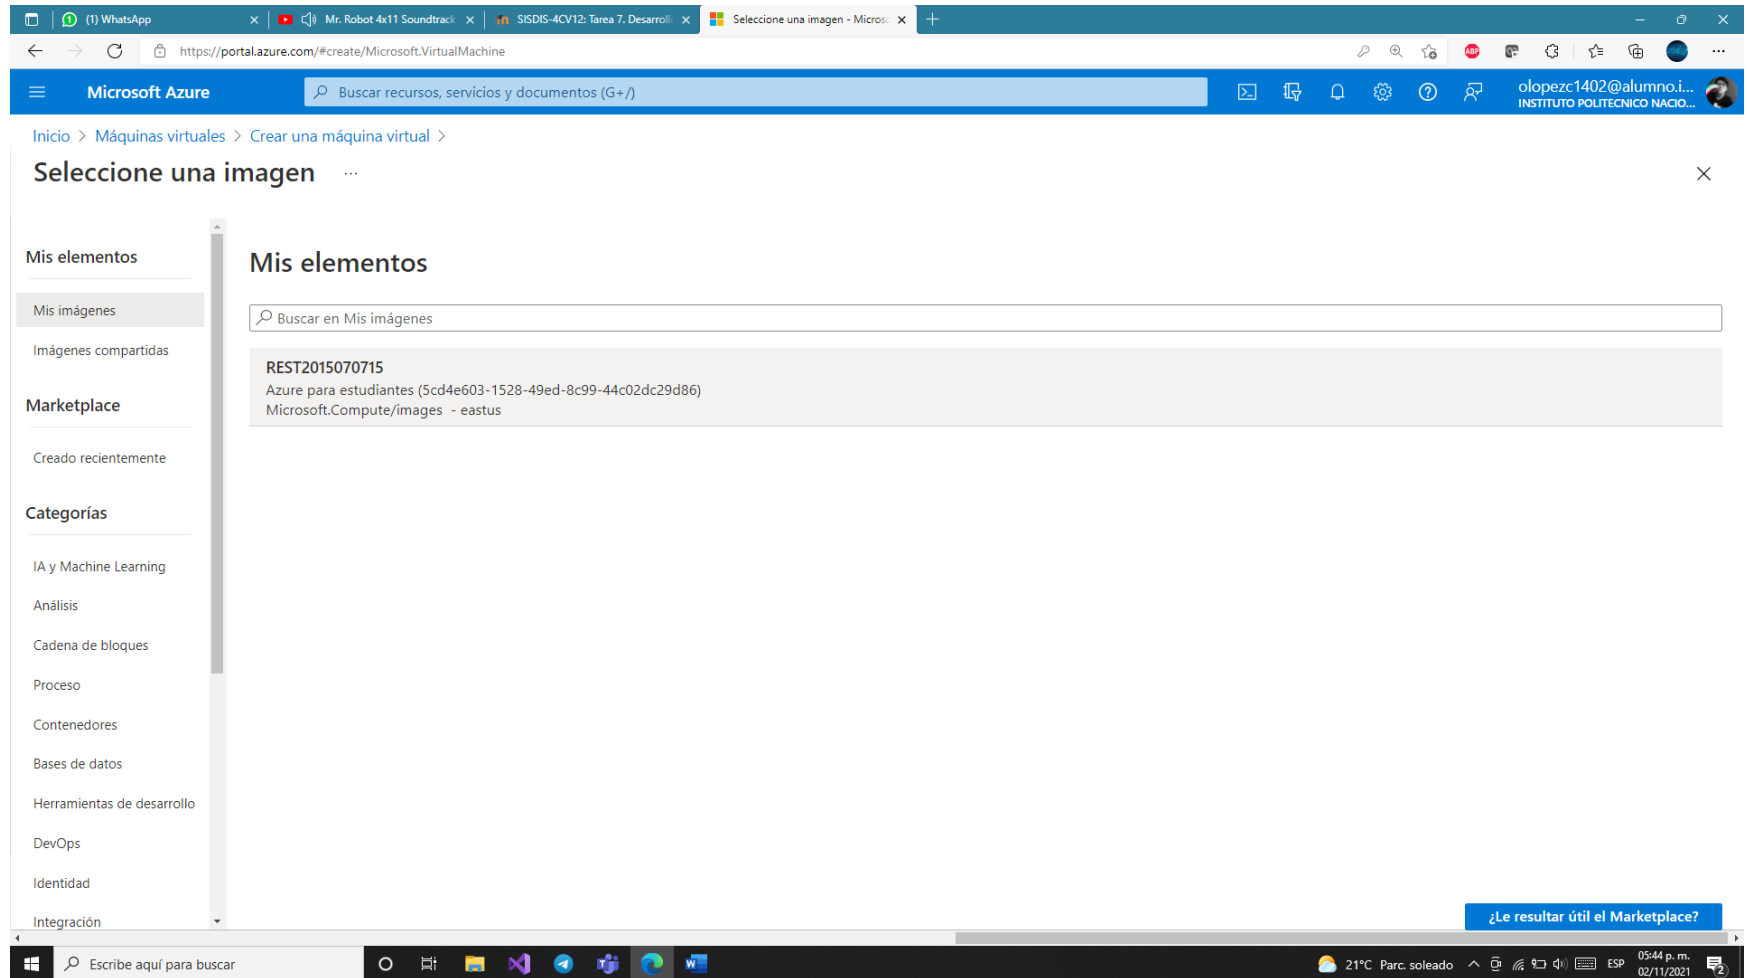 (1) WhatsApp
Mr. Robot 4x11 Soundtrack
SISDIS-4CV12: Tarea 7. Desarroll
Seleccione una imagen - Microso
https://portal.azure.com/#create/Microsoft.VirtualMachine
ABP
Microsoft Azure
Buscar recursos, servicios y documentos (G+/)
olopezc1402@alumno.i...
INSTITUTO POLITECNICO NACIO...
Inicio > Máquinas virtuales > Crear una máquina virtual >
Seleccione una imagen ...
Mis elementos
Mis imágenes
Imágenes compartidas
Marketplace
Creado recientemente
Categorías
IA y Machine Learning
Análisis
Cadena de bloques
Proceso
Contenedores
Bases de datos
Herramientas de desarrollo
DevOps
Identidad
Integración
Mis elementos
Buscar en Mis imágenes
REST2015070715
Azure para estudiantes (5cd4e603-1528-49ed-8c99-44c02dc29d86)
Microsoft.Compute/images - eastus
¿Le resultar útil el Marketplace?
Escribe aquí para buscar
21°C Parc. soleado
ESP
05:44 p. m.
02/11/2021
2